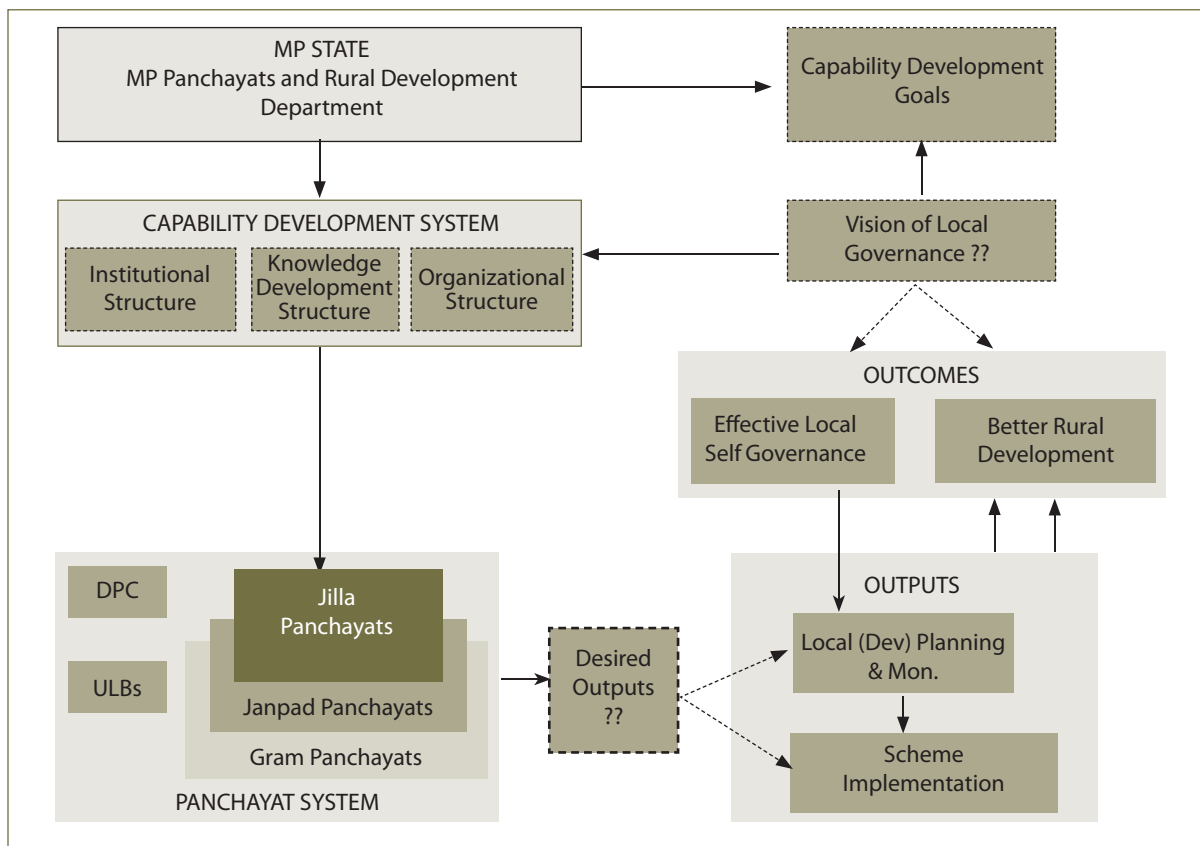 MP STATE
MP Panchayats and Rural Development
Department
Capability Development
Goals
CAPABILITY DEVELOPMENT SYSTEM
Institutional
Structure
Knowledge
Development
Structure
Organizational
Structure
Vision of Local
Governance ??
OUTCOMES
Effective Local
Self Governance
Better Rural
Development
DPC
ULBs
Jilla
Panchayats
Janpad Panchayats
Gram Panchayats
PANCHAYAT SYSTEM
Desired
Outputs
??
OUTPUTS
Local (Dev) Planning
& Mon.
Scheme
Implementation